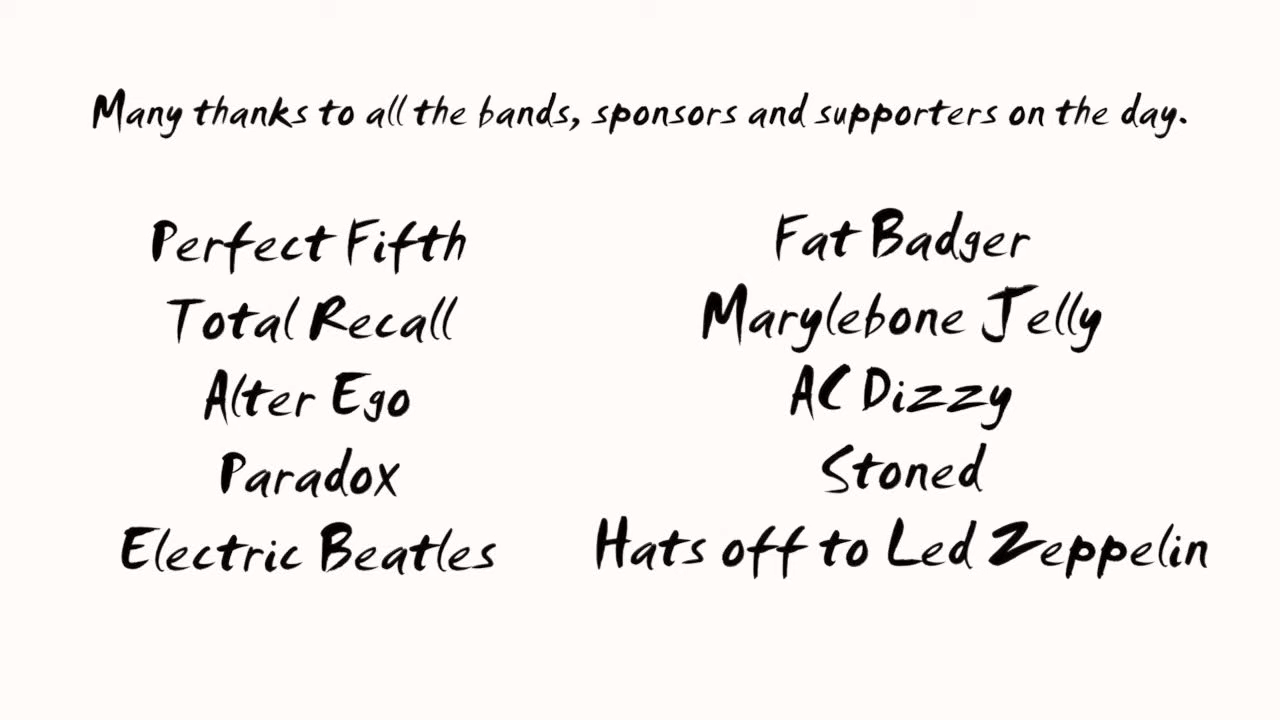 Many thanks to all the bands, sponsors and supporters on the day.
Perfect Fifth
Total Recall
Alter Ego
Paradox
Electric Beatles
Fat Badger
Marylebone Jelly
AC Dizzy
Stoned
Hats off to Led Zeppelin